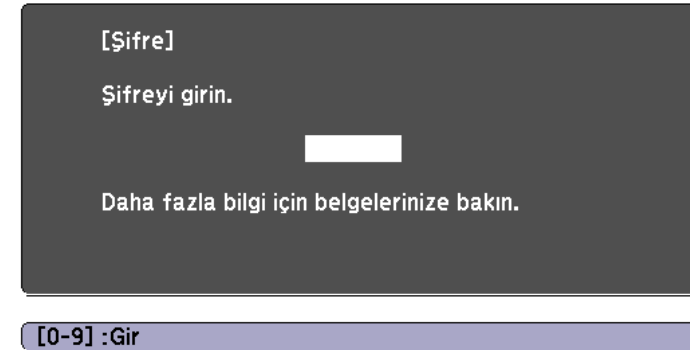 [Şifre]
Şifreyi girin.
Daha fazla bilgi için belgelerinize bakın.
[0-9] :Gir